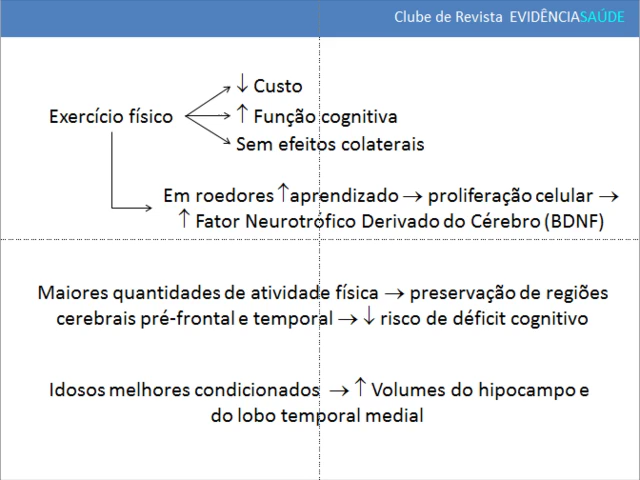 Clube de Revista EVIDÊNCIASAÚDE
↓ Custo
Exercício físico
↑ Função cognitiva
Sem efeitos colaterais
Em roedores ↑aprendizado → proliferação celular →
↑ Fator Neurotrófico Derivado do Cérebro (BDNF)
Maiores quantidades de atividade física → preservação de regiões
cerebrais pré-frontal e temporal → ↓ risco de déficit cognitivo
Idosos melhores condicionados → ↑ Volumes do hipocampo e
do lobo temporal medial